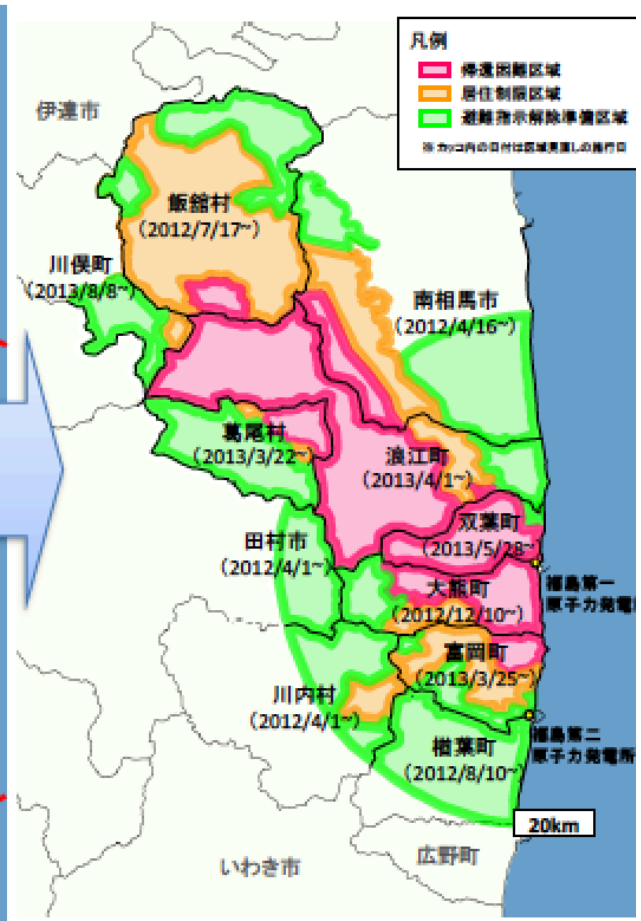 凡例
帰還困難区域
居住制限区域
避難指示解除準備区域
※ カッコ内の日付は区域見直しの施行日
伊達市
飯舘村
(2012/7/17~)
川俣町
(2013/8/8~)
南相馬市
(2012/4/16~)
葛尾村
(2013/3/22~)
浪江町
(2013/4/1~)
双葉町
(2013/5/28~
田村市
(2012/4/1~)
大熊町
(2012/12/10~)
福島第一
原子力発電所
富岡町
(2013/3/25~)
川内村
(2012/4/1~)
楢葉町
(2012/8/10~)
福島第二
原子力発電所
20km
いわき市
広野町